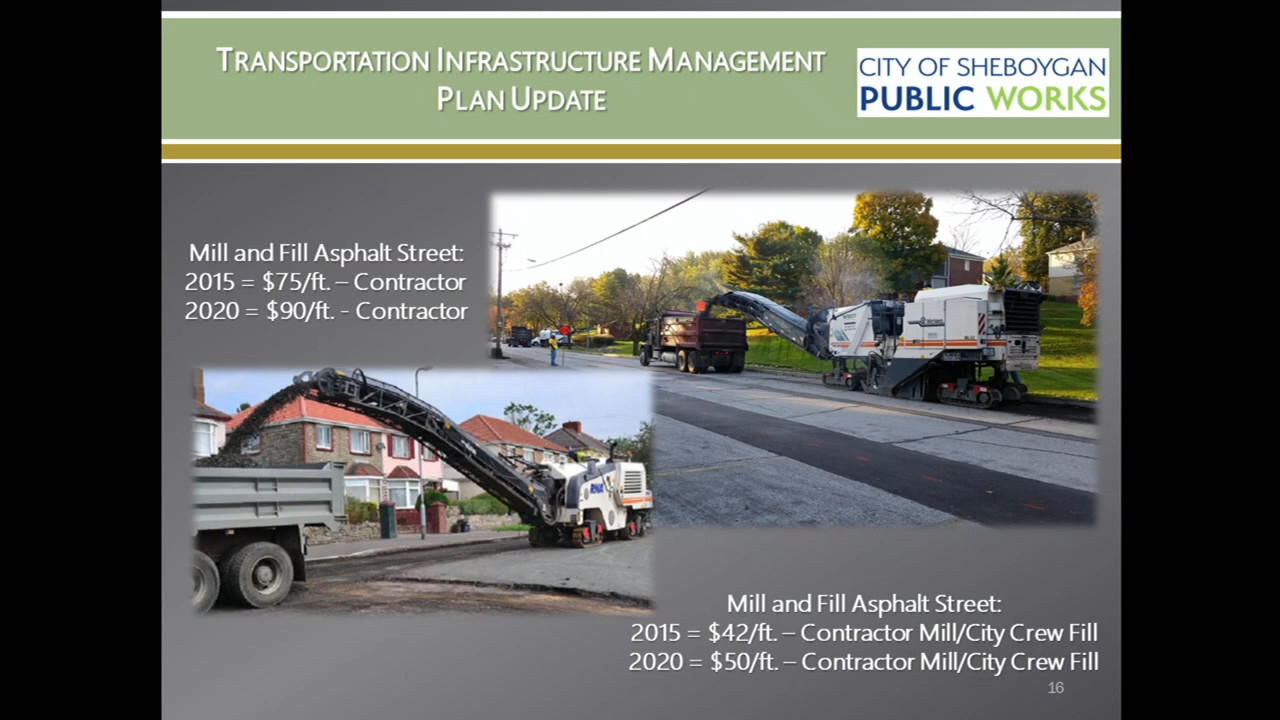 TRANSPORTATION INFRASTRUCTURE MANAGEMENT
PLAN UPDATE
CITY OF SHEBOYGAN
PUBLIC WORKS
Mill and Fill Asphalt Street:
2015 = $75/ft. – Contractor
2020 = $90/ft. - Contractor
Mill and Fill Asphalt Street:
2015 = $42/ft. – Contractor Mill/City Crew Fill
2020 = $50/ft. – Contractor Mill/City Crew Fill
16